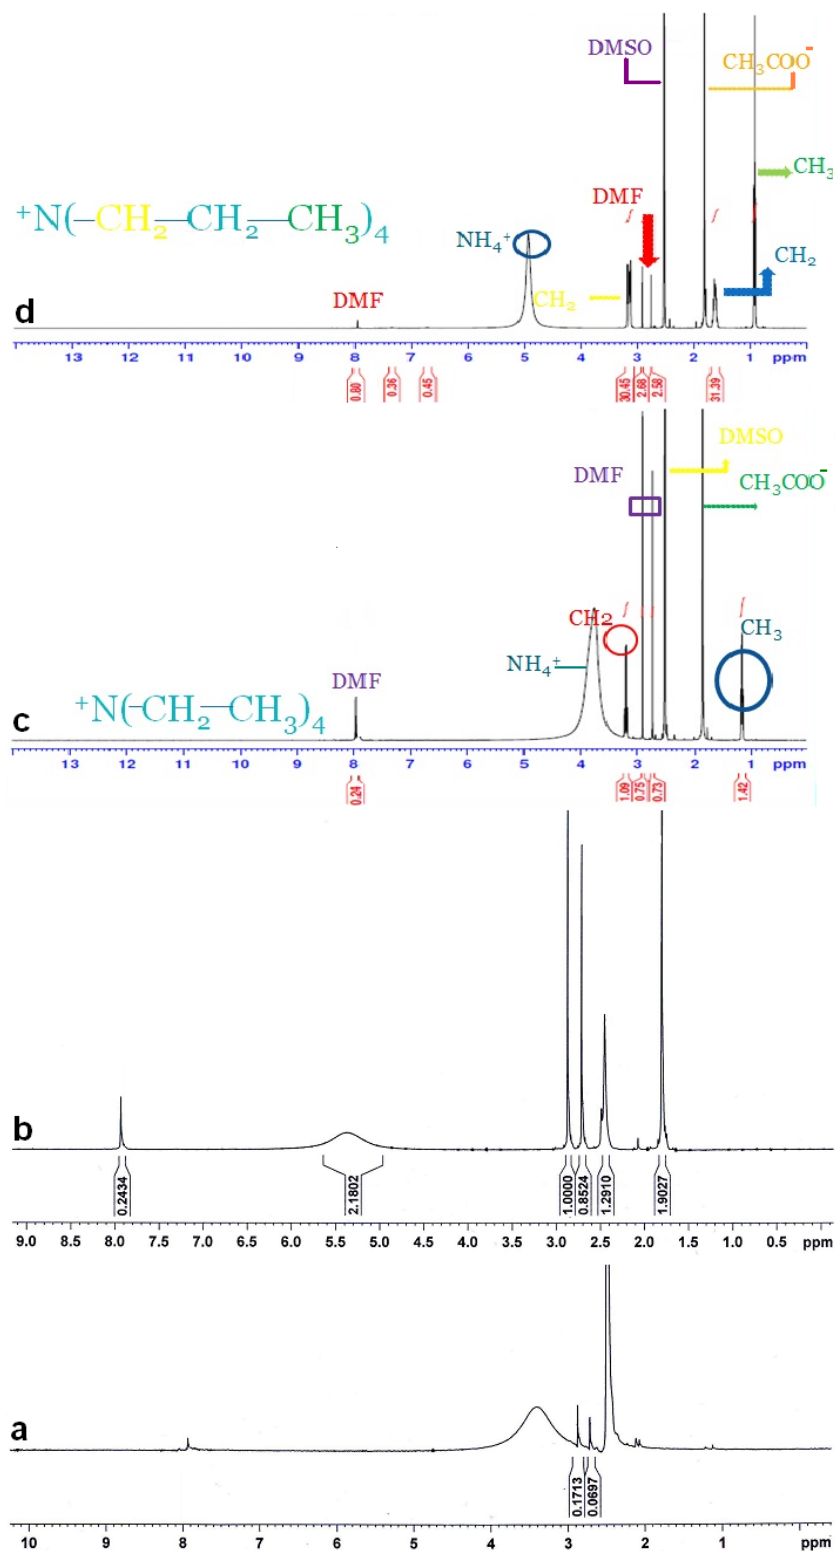 DMSO
CH3COO-
CH3
DMF
+N(-CH2-CH2-CH3)4
NH4+
CH2
CH2
DMF
d
13 12 11 10 9 8 7 6 5 4 3 2 1 ppm
0.80 0.36 0.45 30.45 2.68 2.58 31.39
DMSO
DMF
CH3COO-
CH2
CH3
NH4+
DMF
+N(-CH2-CH3)4
c
13 12 11 10 9 8 7 6 5 4 3 2 1 ppm
0.24 1.09 0.75 0.73 1.42
b
0.2434 2.1802 1.0000 0.8524 1.2910 1.9027
9.0 8.5 8.0 7.5 7.0 6.5 6.0 5.5 5.0 4.5 4.0 3.5 3.0 2.5 2.0 1.5 1.0 0.5 ppm
a
0.1713 0.0697
10 9 8 7 6 5 4 3 2 1 ppm